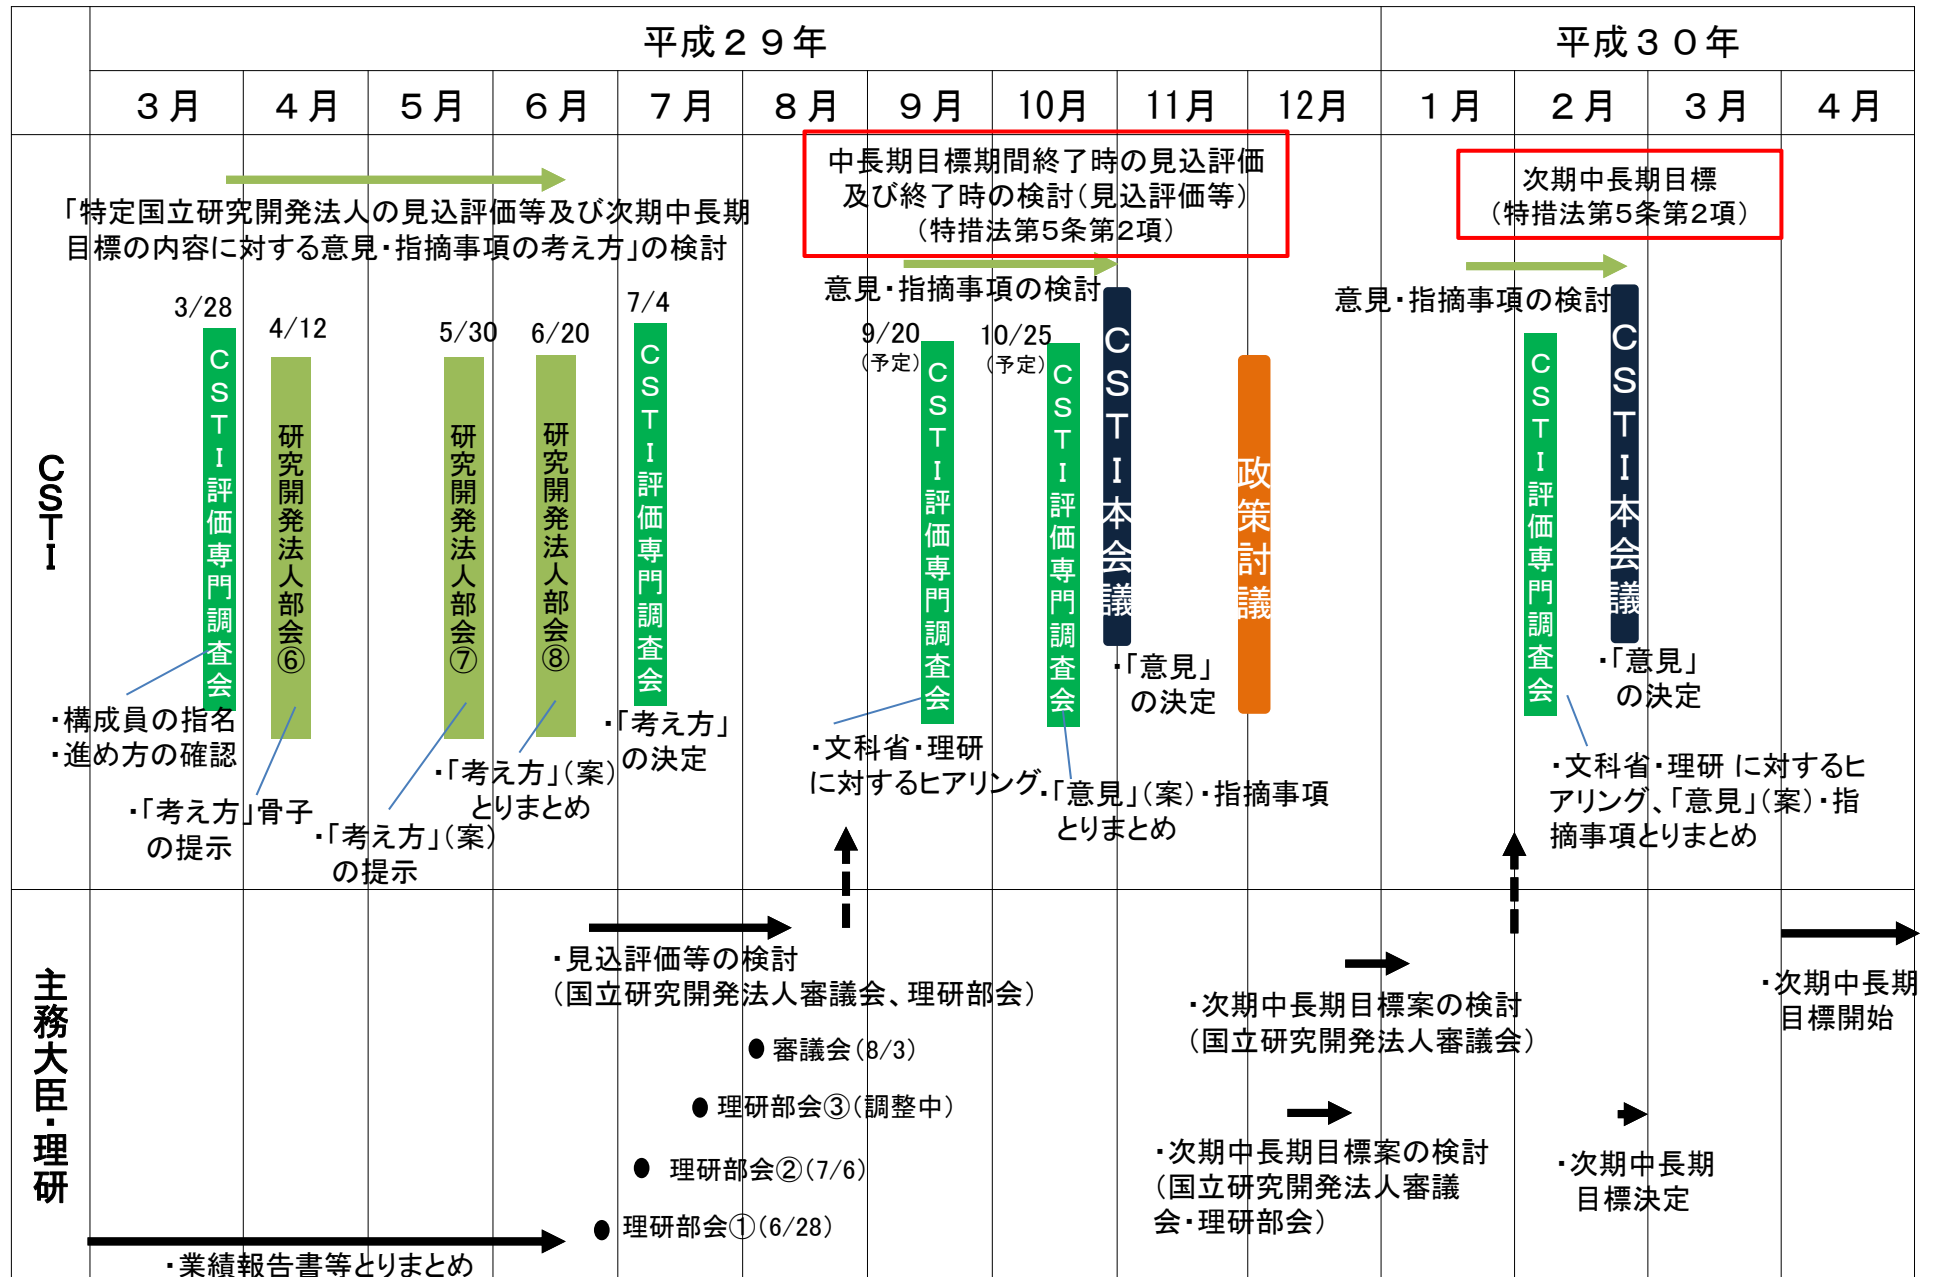 平成２９年
平成３０年
３月
４月
５月
６月
７月
８月
９月
10月
11月
12月
１月
２月
３月
４月
ＣＳＴＩ
「特定国立研究開発法人の見込評価等及び次期中長期
目標の内容に対する意見・指摘事項の考え方」の検討
中長期目標期間終了時の見込評価
及び終了時の検討（見込評価等）
（特措法第5条第2項）
次期中長期目標
（特措法第5条第2項）
意見・指摘事項の検討
意見・指摘事項の検討
3/28
4/12
5/30
6/20
7/4
9/20
（予定）
10/25
（予定）
ＣＳＴＩ評価専門調査会
研究開発法人部会⑥
研究開発法人部会⑦
研究開発法人部会⑧
ＣＳＴＩ評価専門調査会
ＣＳＴＩ評価専門調査会
ＣＳＴＩ評価専門調査会
ＣＳＴＩ本会議
政策討議
ＣＳＴＩ評価専門調査会
ＣＳＴＩ本会議
・構成員の指名
・進め方の確認
・「考え方」骨子
の提示
・「考え方」（案）
の提示
・「考え方」（案）
とりまとめ
・「考え方」
の決定
・文科省・理研
に対するヒアリング
・「意見」（案）・指摘事項
とりまとめ
・「意見」
の決定
・文科省・理研 に対するヒ
アリング、「意見」（案）・指
摘事項とりまとめ
・「意見」
の決定
主務大臣・理研
・見込評価等の検討
（国立研究開発法人審議会、理研部会）
●審議会（8/3）
●理研部会③（調整中）
●理研部会②（7/6）
●理研部会①（6/28）
・業績報告書等とりまとめ
・次期中長期目標案の検討
（国立研究開発法人審議会）
・次期中長期目標案の検討
（国立研究開発法人審議
会・理研部会）
・次期中長期
目標決定
・次期中長期
目標開始